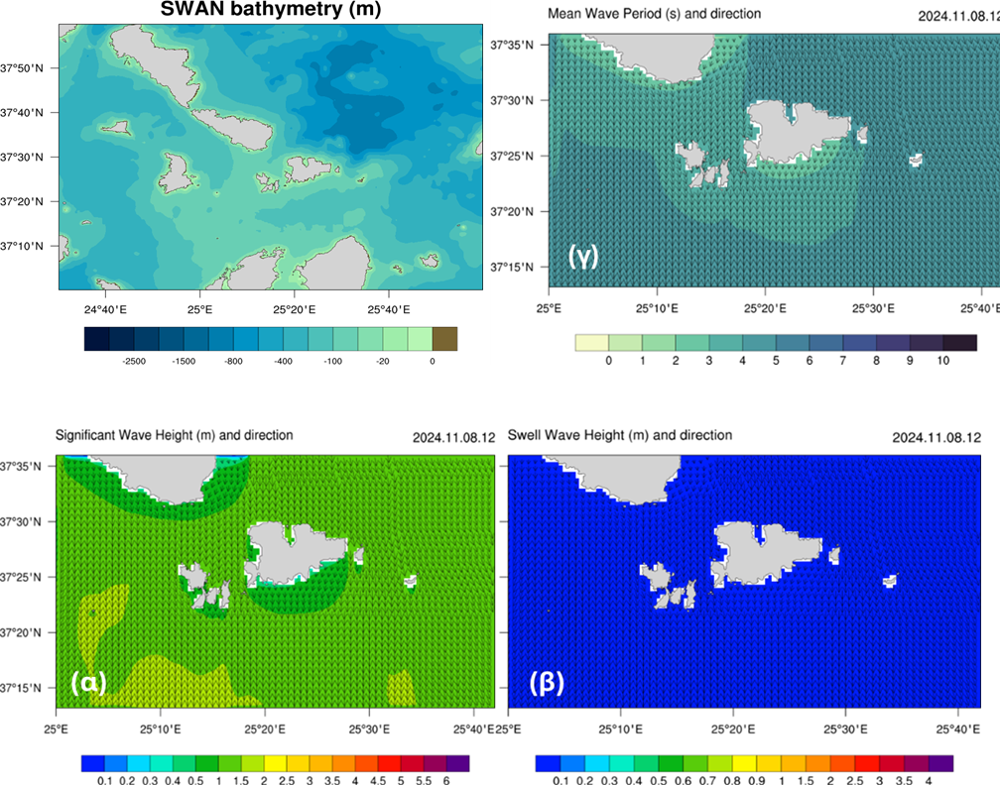 SWAN bathymetry (m)
37°50'N
37°40'N
37°30'N
37°20'N
37°10'N
24°40'E 25°E 25°20'E 25°40'E
-2500 -1500 -800 -400 -100 -20 0
Mean Wave Period (s) and direction 2024.11.08.12
37°35'N
37°30'N
37°25'N
37°20'N
37°15'N
(γ)
25°E 25°10'E 25°20'E 25°30'E 25°40'E
0 1 2 3 4 5 6 7 8 9 10
Significant Wave Height (m) and direction 2024.11.08.12
37°35'N
37°30'N
37°25'N
37°20'N
37°15'N
(α)
25°E 25°10'E 25°20'E 25°30'E 25°40'E
0.1 0.2 0.3 0.4 0.5 1 1.5 2 2.5 3 3.5 4 4.5 5 5.5 6
Swell Wave Height (m) and direction 2024.11.08.12
(β)
25°E 25°10'E 25°20'E 25°30'E 25°40'E
0.1 0.2 0.3 0.4 0.5 0.6 0.7 0.8 0.9 1 1.5 2 2.5 3 3.5 4